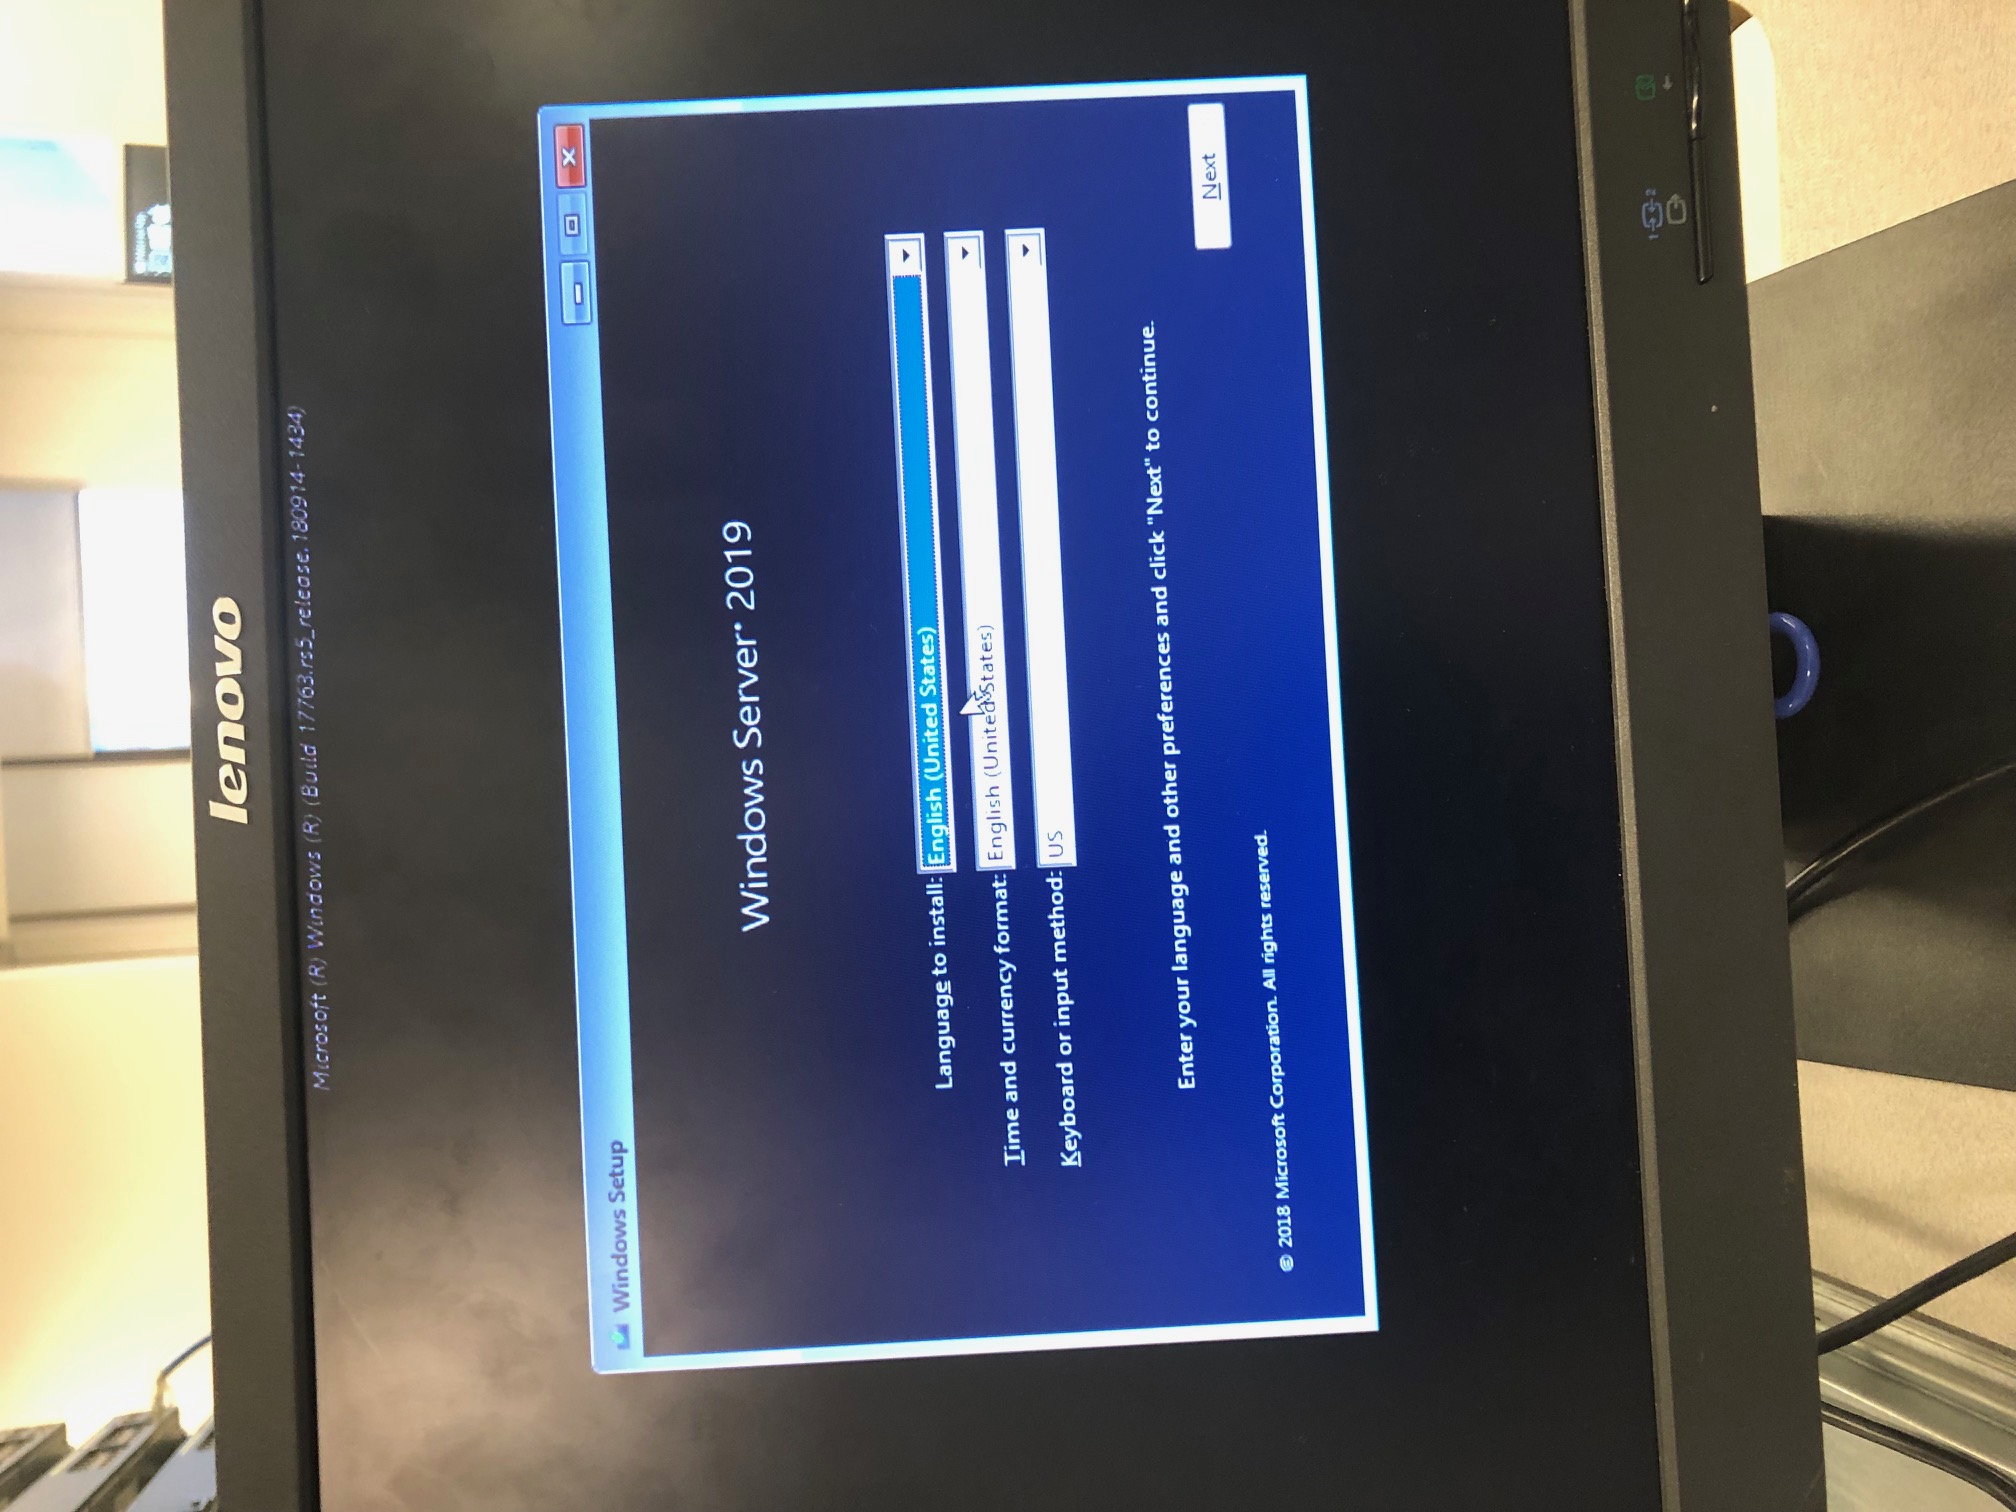 lenovo
Microsoft (R) Windows (R) (Build 17763.rs5_release.180914-1434)
Windows Setup
Windows Server® 2019
Language to install: English (United States)
Time and currency format: English (United States)
Keyboard or input method: US
Enter your language and other preferences and click "Next" to continue.
Next
© 2018 Microsoft Corporation. All rights reserved.
1 2